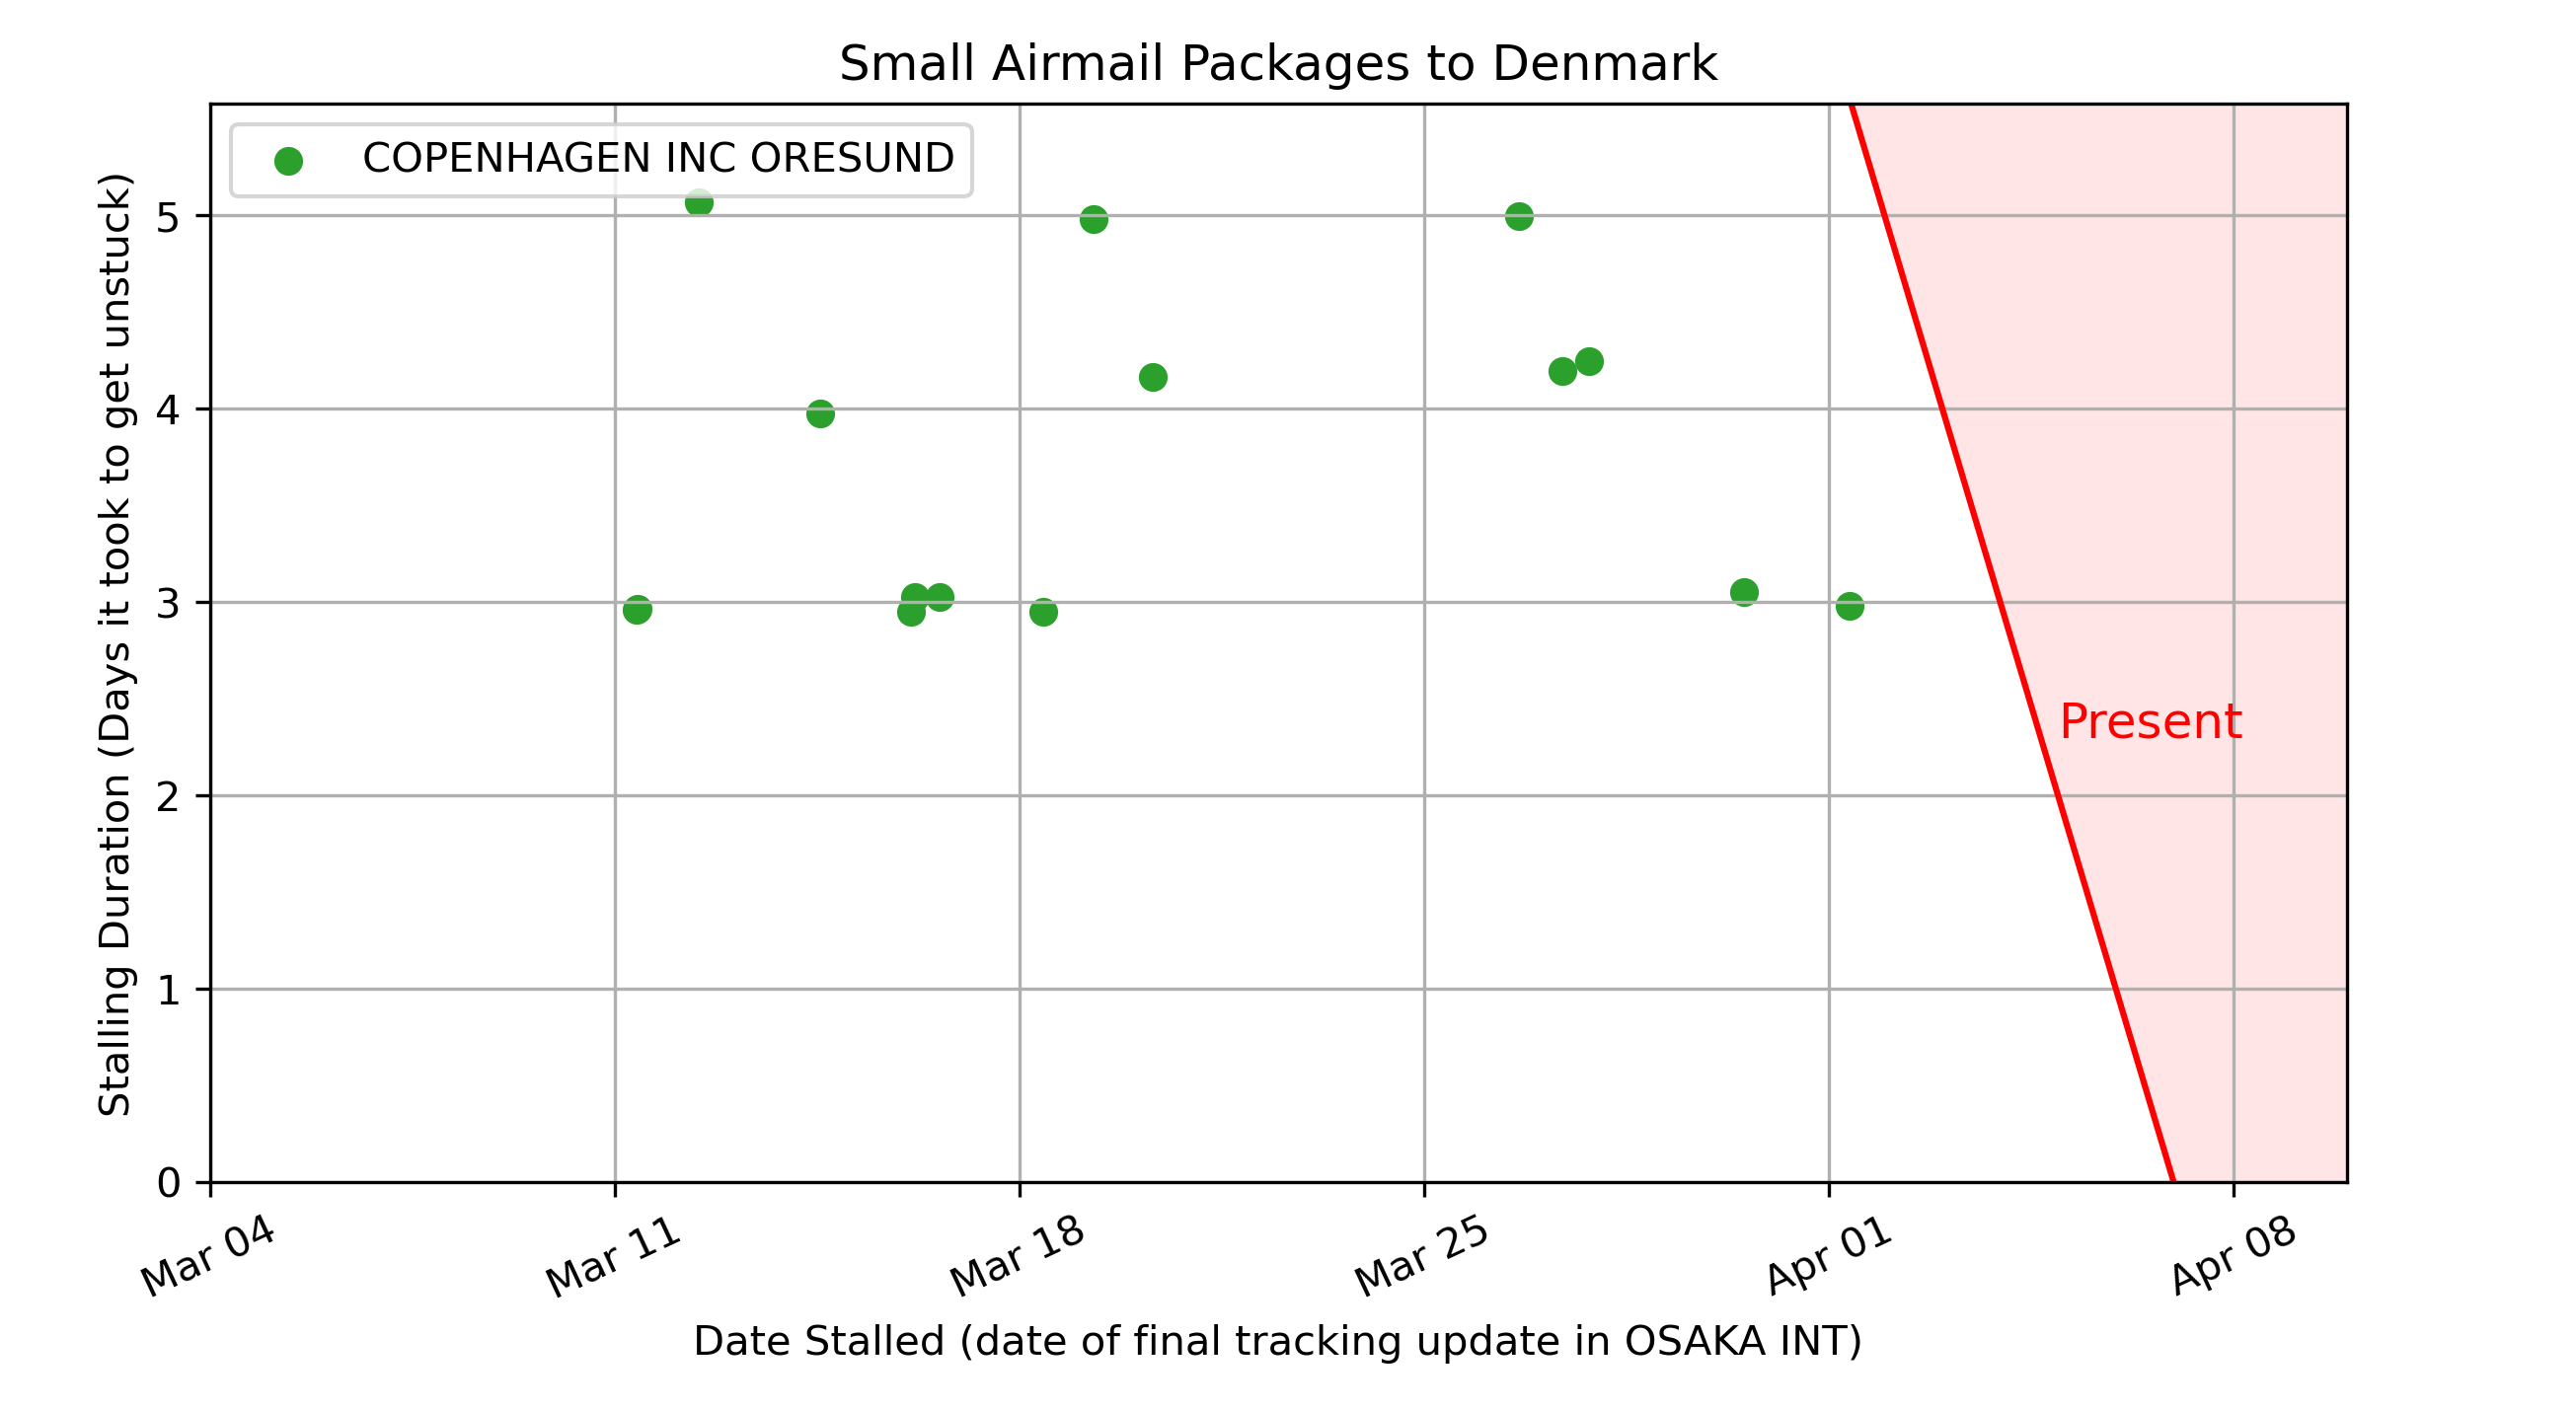 Small Airmail Packages to Denmark
COPENHAGEN INC ORESUND
Stalling Duration (Days it took to get unstuck)
5
4
3
2
1
0
Present
Mar 04
Mar 11
Mar 18
Mar 25
Apr 01
Apr 08
Date Stalled (date of final tracking update in OSAKA INT)